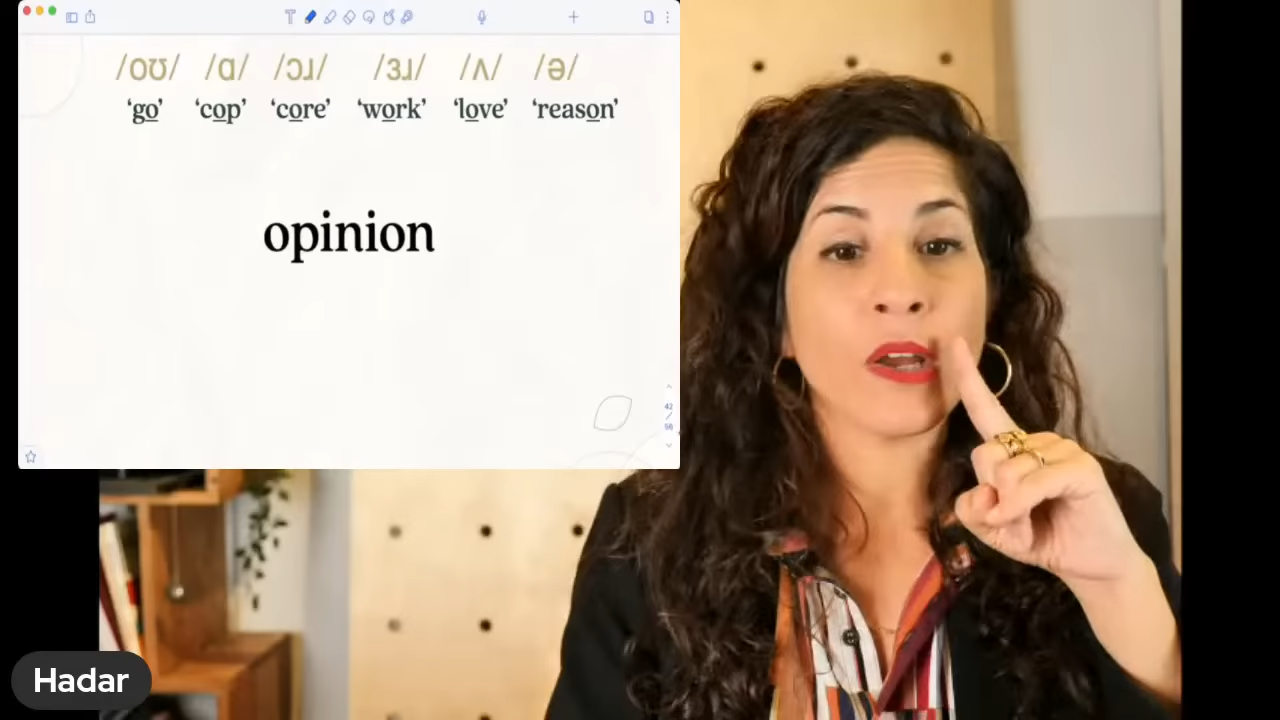 /oʊ/ /ɑ/ /ɔɹ/ /ɜɹ/ /ʌ/ /ə/
‘go’ ‘cop’ ‘core’ ‘work’ ‘love’ ‘reason’
opinion
Hadar